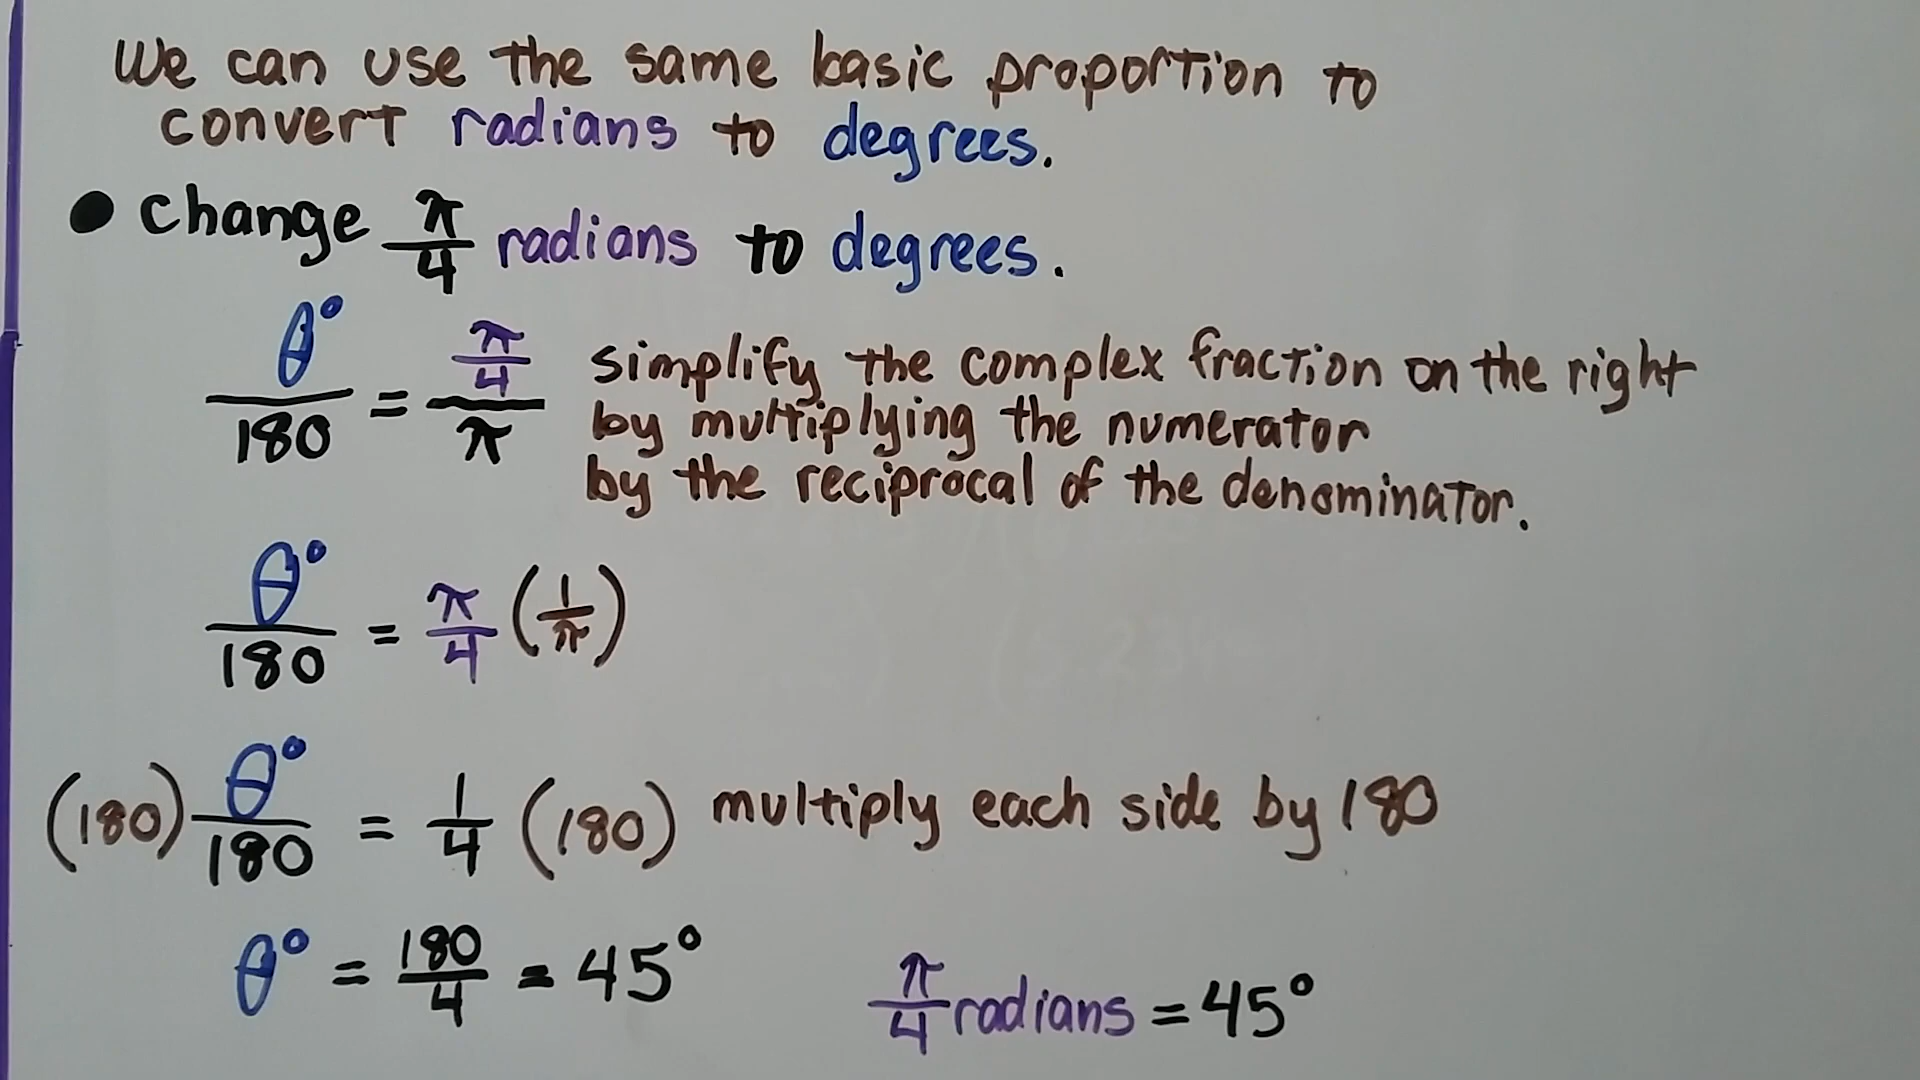 We can use the same basic proportion to
convert radians to degrees.
● change π/4 radians to degrees.
θ°/180 = (π/4)/π simplify the complex fraction on the right
by multiplying the numerator
by the reciprocal of the denominator.
θ°/180 = π/4 (1/π)
(180) θ°/180 = 1/4 (180) multiply each side by 180
θ° = 180/4 = 45°
π/4 radians = 45°